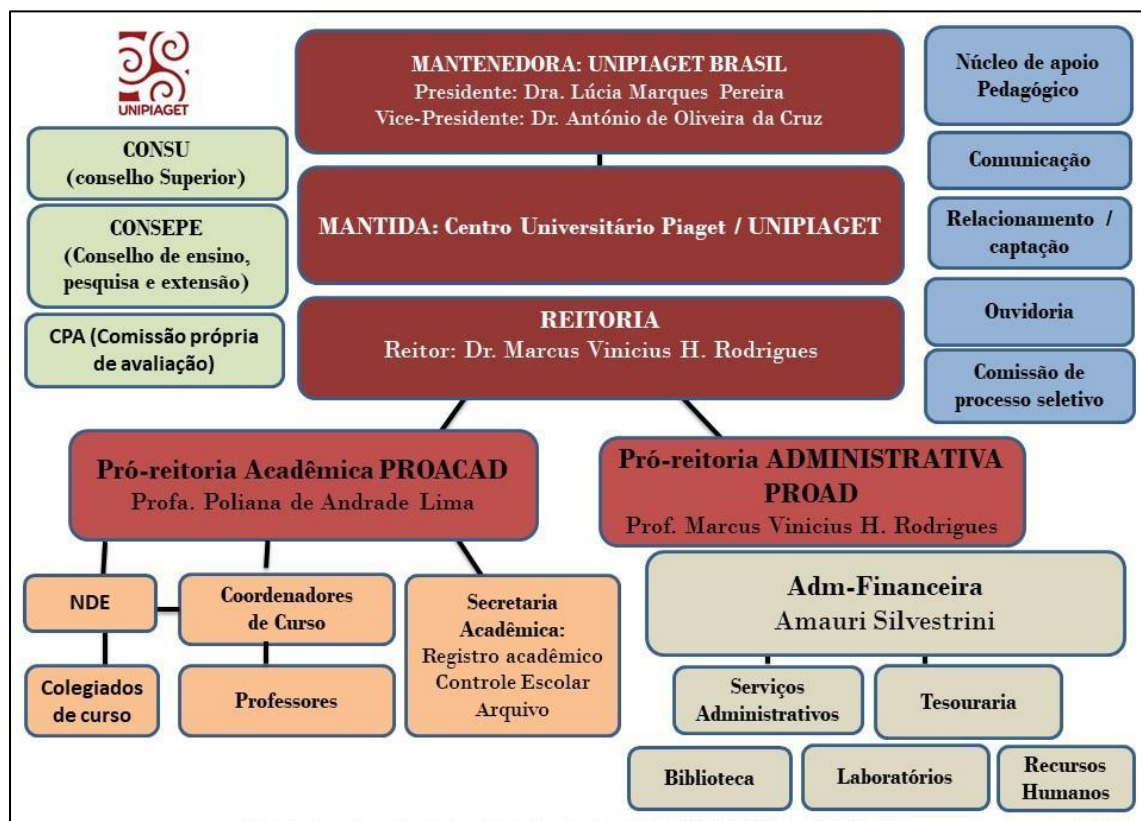 UNIPIAGET
MANTENEDORA: UNIPIAGET BRASIL
Presidente: Dra. Lúcia Marques Pereira
Vice-Presidente: Dr. António de Oliveira da Cruz
MANTIDA: Centro Universitário Piaget / UNIPIAGET
REITORIA
Reitor: Dr. Marcus Vinicius H. Rodrigues
CONSU
(conselho Superior)
CONSEPE
(Conselho de ensino,
pesquisa e extensão)
CPA (Comissão própria
de avaliação)
Núcleo de apoio
Pedagógico
Comunicação
Relacionamento /
captação
Ouvidoria
Comissão de
processo seletivo
Pró-reitoria Acadêmica PROACAD
Profa. Poliana de Andrade Lima
Pró-reitoria ADMINISTRATIVA
PROAD
Prof. Marcus Vinicius H. Rodrigues
NDE
Coordenadores
de Curso
Colegiados
de curso
Professores
Secretaria
Acadêmica:
Registro acadêmico
Controle Escolar
Arquivo
Adm-Financeira
Amauri Silvestrini
Serviços
Administrativos
Tesouraria
Biblioteca
Laboratórios
Recursos
Humanos